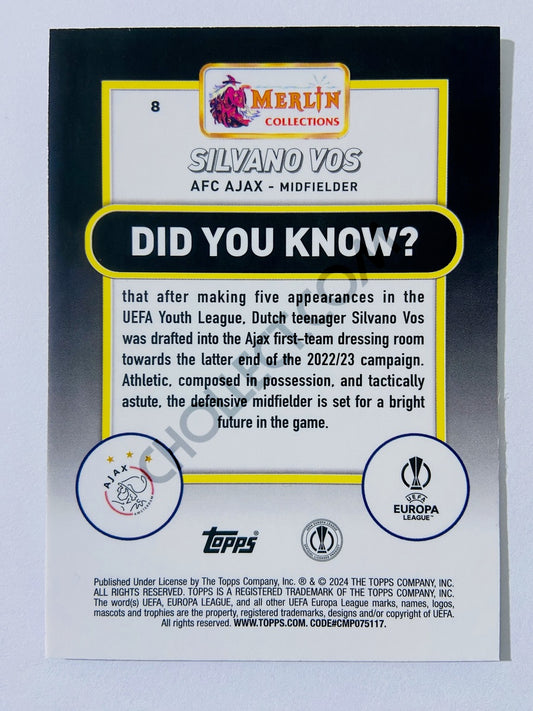 8
MERLIN
COLLECTIONS
SILVANO VOS
AFC AJAX - MIDFIELDER
DID YOU KNOW?
that after making five appearances in the
UEFA Youth League, Dutch teenager Silvano Vos
was drafted into the Ajax first-team dressing room
towards the latter end of the 2022/23 campaign.
Athletic, composed in possession, and tactically
astute, the defensive midfielder is set for a bright
future in the game.
CHOLLECT.COM
AJAX
AMSTERDAM
UEFA
EUROPA
LEAGUE™
topps®
Published Under License by The Topps Company, Inc. ® & © 2024 THE TOPPS COMPANY, INC.
ALL RIGHTS RESERVED. TOPPS IS A REGISTERED TRADEMARK OF THE TOPPS COMPANY, INC.
The word(s) UEFA, EUROPA LEAGUE, and all other UEFA Europa League marks, names, logos,
mascots and trophies are the property, registered trademarks, designs and/or copyright of UEFA.
All rights reserved. WWW.TOPPS.COM. CODE#CMP075117.